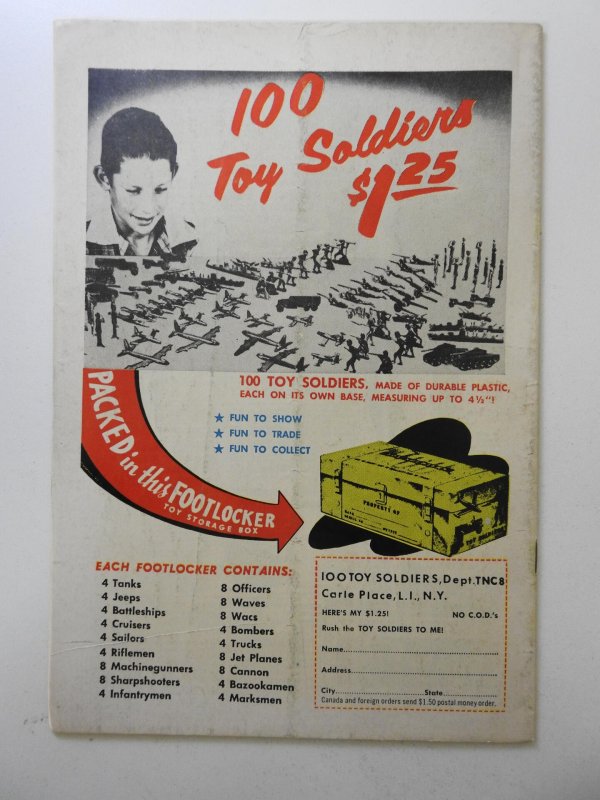 100
Toy Soldiers
$1.25
100 TOY SOLDIERS, MADE OF DURABLE PLASTIC,
EACH ON ITS OWN BASE, MEASURING UP TO 4½"!
★ FUN TO SHOW
★ FUN TO TRADE
★ FUN TO COLLECT
PACKED in this FOOTLOCKER
TOY STORAGE BOX
PROPERTY OF
TOY SOLDIERS
EACH FOOTLOCKER CONTAINS:
4 Tanks
4 Jeeps
4 Battleships
4 Cruisers
4 Sailors
4 Riflemen
8 Machinegunners
8 Sharpshooters
4 Infantrymen
8 Officers
8 Waves
8 Wacs
4 Bombers
4 Trucks
8 Jet Planes
8 Cannon
4 Bazookamen
4 Marksmen
100 TOY SOLDIERS, Dept. TNC8
Carle Place, L.I., N.Y.
HERE'S MY $1.25! NO C.O.D.'s
Rush the TOY SOLDIERS TO ME!
Name
Address
City State
Canada and foreign orders send $1.50 postal money order.